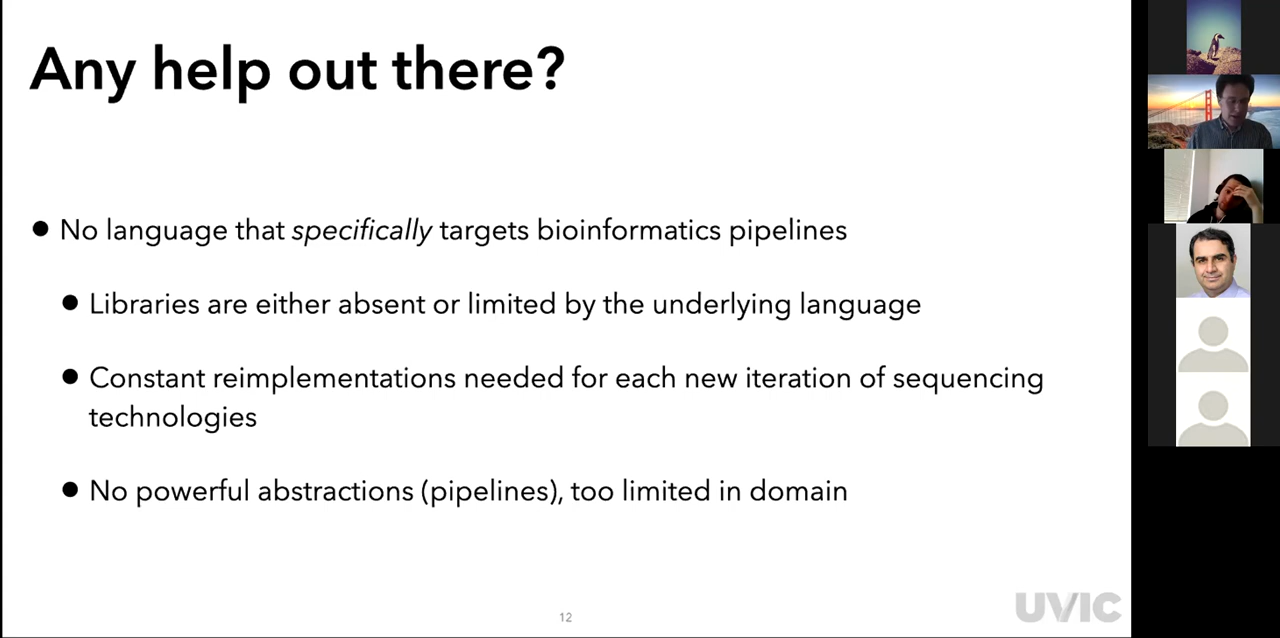 Any help out there?
● No language that specifically targets bioinformatics pipelines
● Libraries are either absent or limited by the underlying language
● Constant reimplementations needed for each new iteration of sequencing
technologies
● No powerful abstractions (pipelines), too limited in domain
12
UVIC